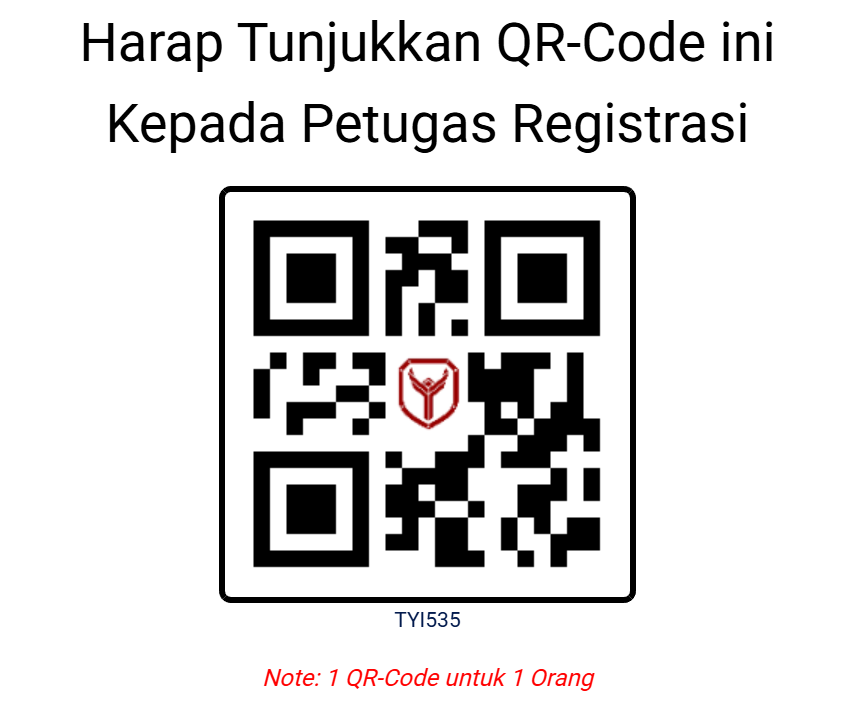 Harap Tunjukkan QR-Code ini
Kepada Petugas Registrasi
TYI535
Note: 1 QR-Code untuk 1 Orang